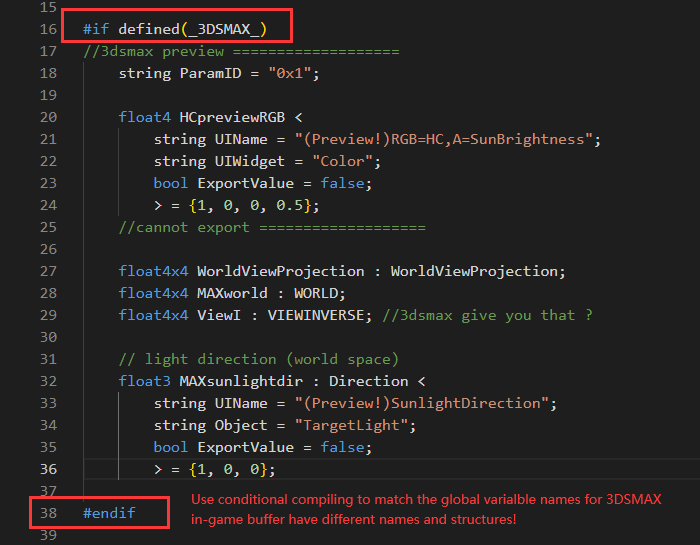 15
16 #if defined(_3DSMAX_)
17 //3dsmax preview ===================
18 string ParamID = "0x1";
19
20 float4 HCpreviewRGB <
21 string UIName = "(Preview!)RGB=HC,A=SunBrightness";
22 string UIWidget = "Color";
23 bool ExportValue = false;
24 > = {1, 0, 0, 0.5};
25 //cannot export ===================
26
27 float4x4 WorldViewProjection : WorldViewProjection;
28 float4x4 MAXworld : WORLD;
29 float4x4 ViewI : VIEWINVERSE; //3dsmax give you that ?
30
31 // light direction (world space)
32 float3 MAXsunlightdir : Direction <
33 string UIName = "(Preview!)SunlightDirection";
34 string Object = "TargetLight";
35 bool ExportValue = false;
36 > = {1, 0, 0};
37
38 #endif
Use conditional compiling to match the global varialble names for 3DSMAX
in-game buffer have different names and structures!
39